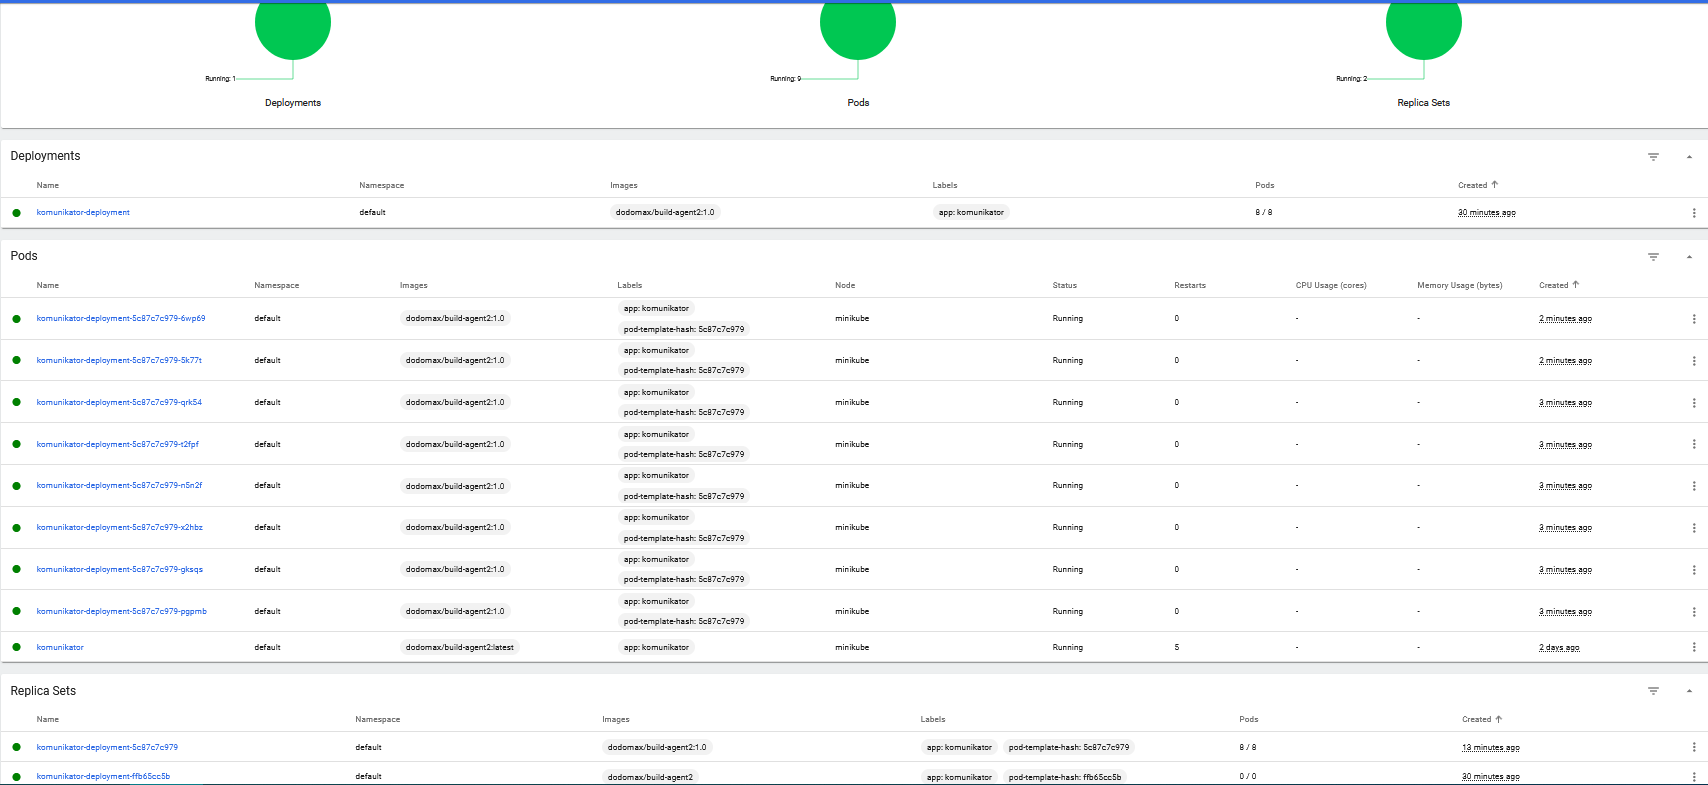 Running: 1 Running: 9 Running: 2
Deployments Pods Replica Sets
Deployments
Name Namespace Images Labels Pods Created
komunikator-deployment default dodomax/build-agent2:1.0 app: komunikator 8 / 8 30 minutes ago
Pods
Name Namespace Images Labels Node Status Restarts CPU Usage (cores) Memory Usage (bytes) Created
app: komunikator
komunikator-deployment-5c87c7c979-6wp69 default dodomax/build-agent2:1.0 minikube Running 0 - - 2 minutes ago
pod-template-hash: 5c87c7c979
app: komunikator
komunikator-deployment-5c87c7c979-5k77t default dodomax/build-agent2:1.0 minikube Running 0 - - 2 minutes ago
pod-template-hash: 5c87c7c979
app: komunikator
komunikator-deployment-5c87c7c979-qrk54 default dodomax/build-agent2:1.0 minikube Running 0 - - 3 minutes ago
pod-template-hash: 5c87c7c979
app: komunikator
komunikator-deployment-5c87c7c979-t2fpf default dodomax/build-agent2:1.0 minikube Running 0 - - 3 minutes ago
pod-template-hash: 5c87c7c979
app: komunikator
komunikator-deployment-5c87c7c979-n5n2f default dodomax/build-agent2:1.0 minikube Running 0 - - 3 minutes ago
pod-template-hash: 5c87c7c979
app: komunikator
komunikator-deployment-5c87c7c979-x2hbz default dodomax/build-agent2:1.0 minikube Running 0 - - 3 minutes ago
pod-template-hash: 5c87c7c979
app: komunikator
komunikator-deployment-5c87c7c979-gksqs default dodomax/build-agent2:1.0 minikube Running 0 - - 3 minutes ago
pod-template-hash: 5c87c7c979
app: komunikator
komunikator-deployment-5c87c7c979-pgpmb default dodomax/build-agent2:1.0 minikube Running 0 - - 3 minutes ago
pod-template-hash: 5c87c7c979
komunikator default dodomax/build-agent2:latest app: komunikator minikube Running 5 - - 2 days ago
Replica Sets
Name Namespace Images Labels Pods Created
komunikator-deployment-5c87c7c979 default dodomax/build-agent2:1.0 app: komunikator pod-template-hash: 5c87c7c979 8 / 8 13 minutes ago
komunikator-deployment-ffb65cc5b default dodomax/build-agent2 app: komunikator pod-template-hash: ffb65cc5b 0 / 0 30 minutes ago